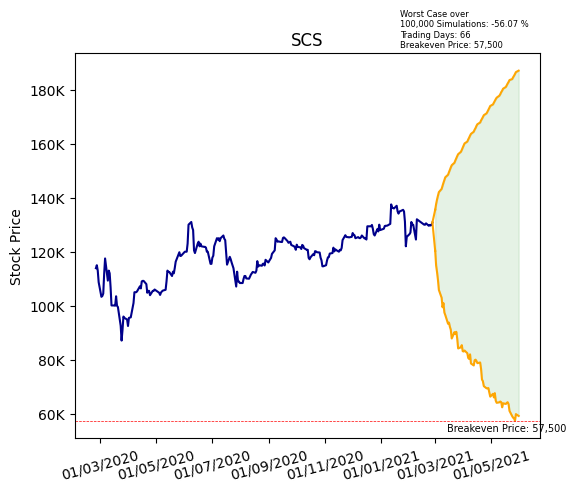 Worst Case over
100,000 Simulations: -56.07 %
Trading Days: 66
Breakeven Price: 57,500
SCS
Stock Price
180K
160K
140K
120K
100K
80K
60K
Breakeven Price: 57,500
01/03/2020
01/05/2020
01/07/2020
01/09/2020
01/11/2020
01/01/2021
01/03/2021
01/05/2021